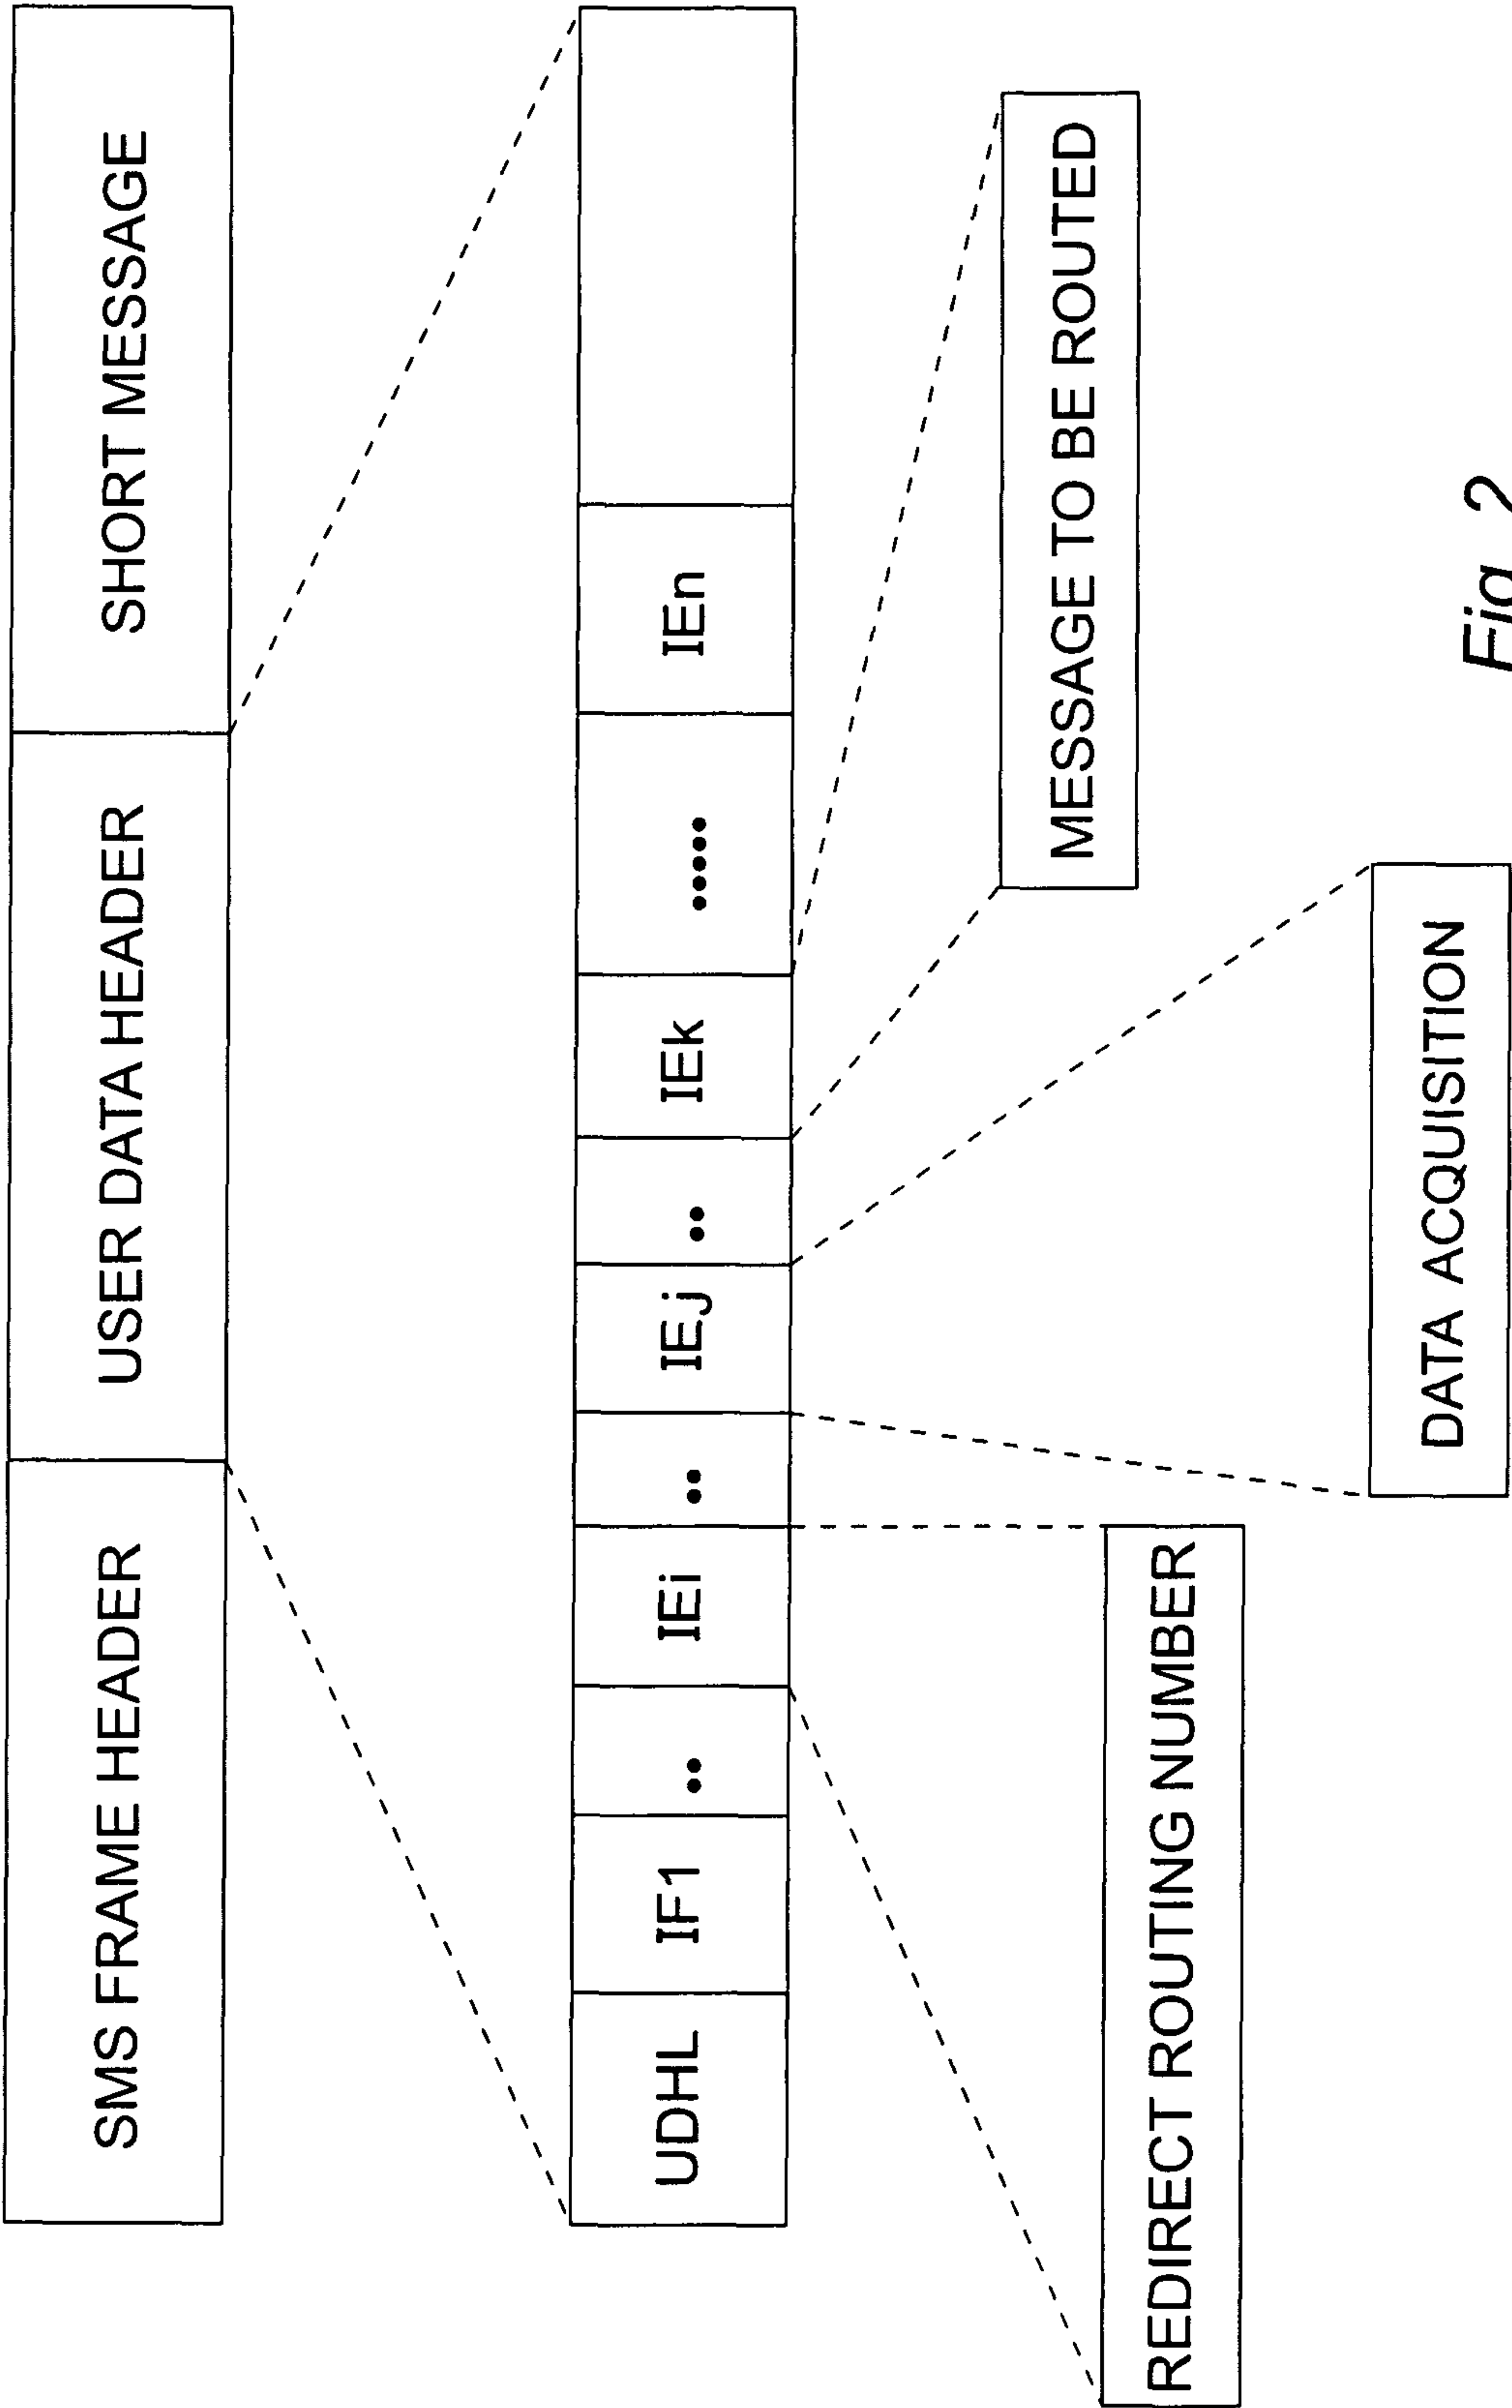 SMS FRAME HEADER
USER DATA HEADER
SHORT MESSAGE
UDHL
IF1
••
IEi
••
IEj
••
IEk
•••••
IEn
MESSAGE TO BE ROUTED
REDIRECT ROUTING NUMBER
DATA ACQUISITION
Fig. 2